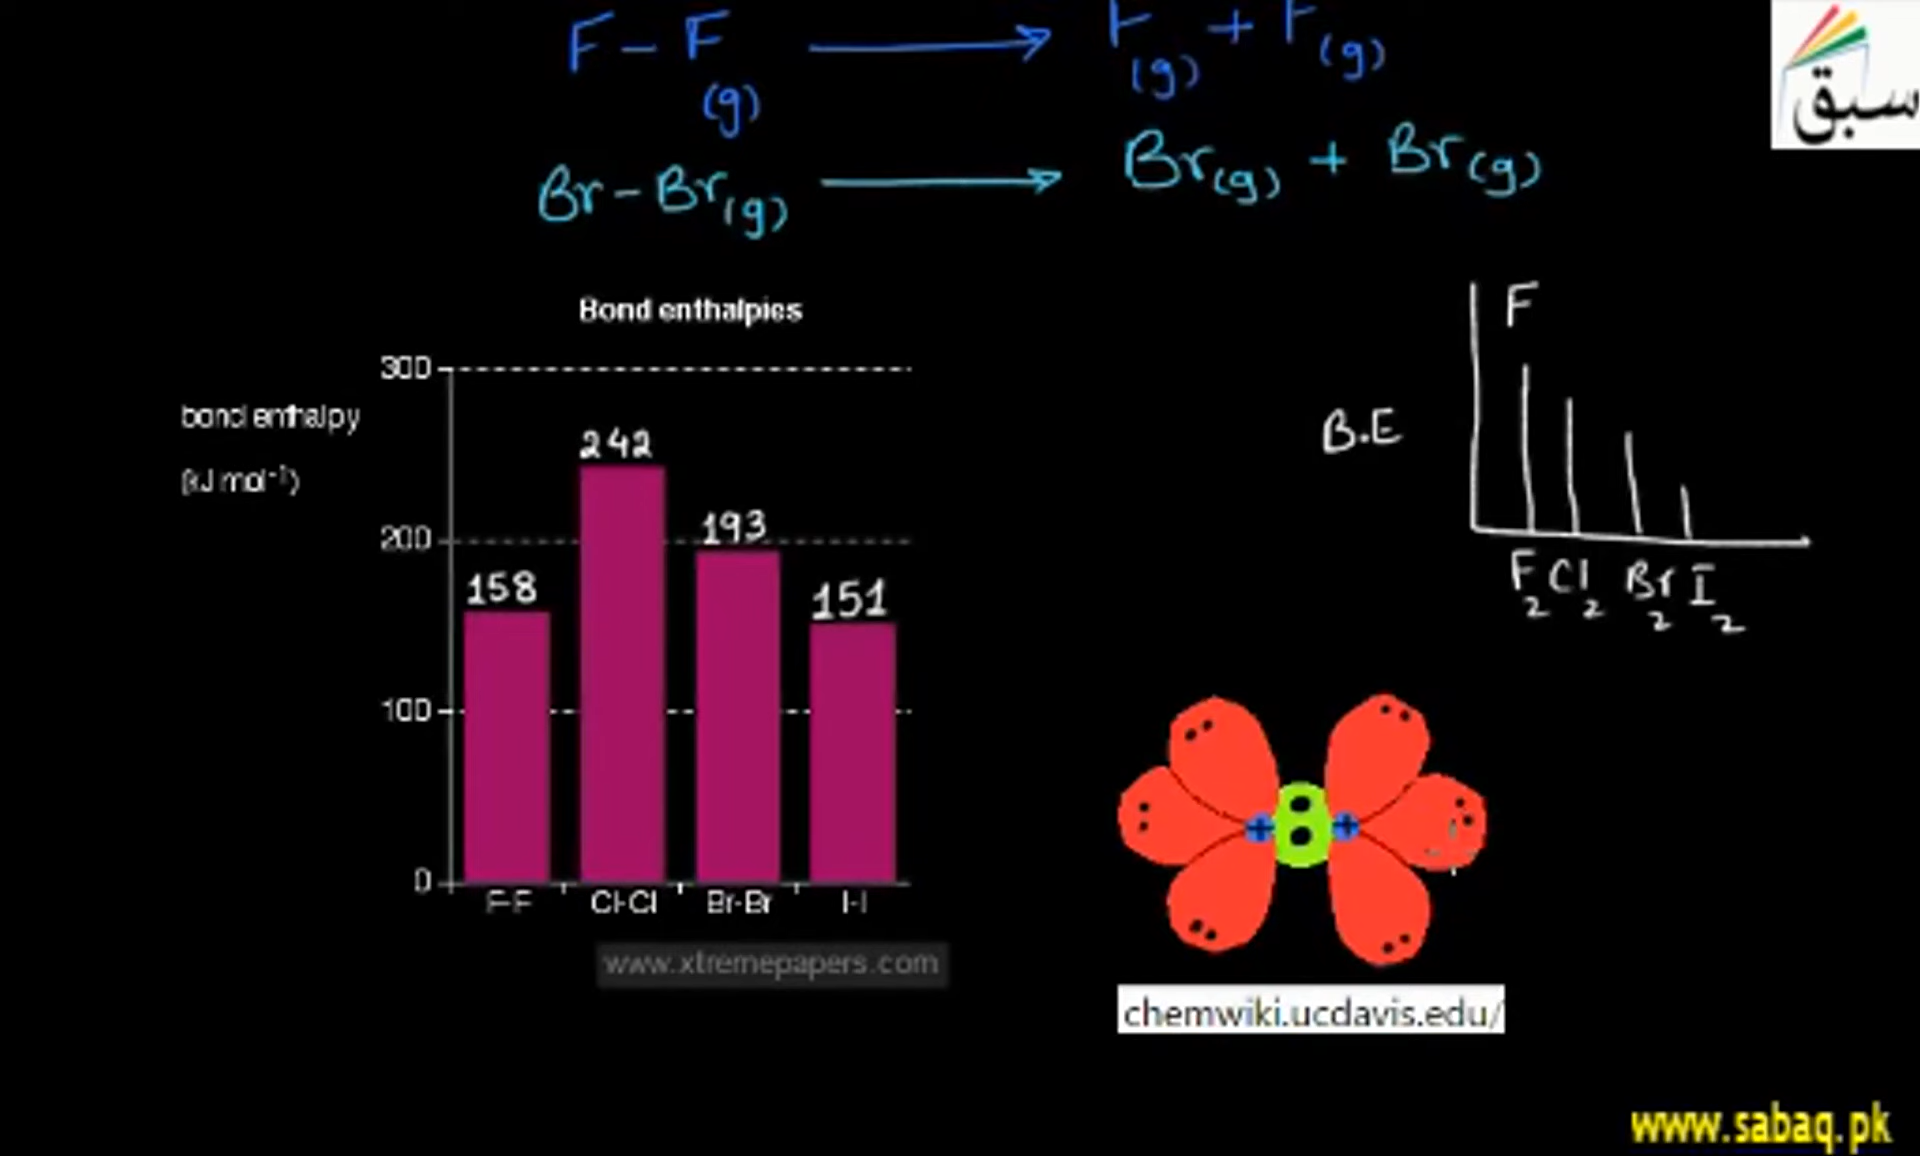 F - F (g) → F (g) + F (g)
Br - Br (g) → Br (g) + Br (g)
سبق
Bond enthalpies
bond enthalpy
(kJ mol⁻¹)
300
200
100
0
158
242
193
151
F-F Cl-Cl Br-Br I-I
www.xtremepapers.com
F
B.E
F₂ Cl₂ Br₂ I₂
+ +
chemwiki.ucdavis.edu/
www.sabaq.pk